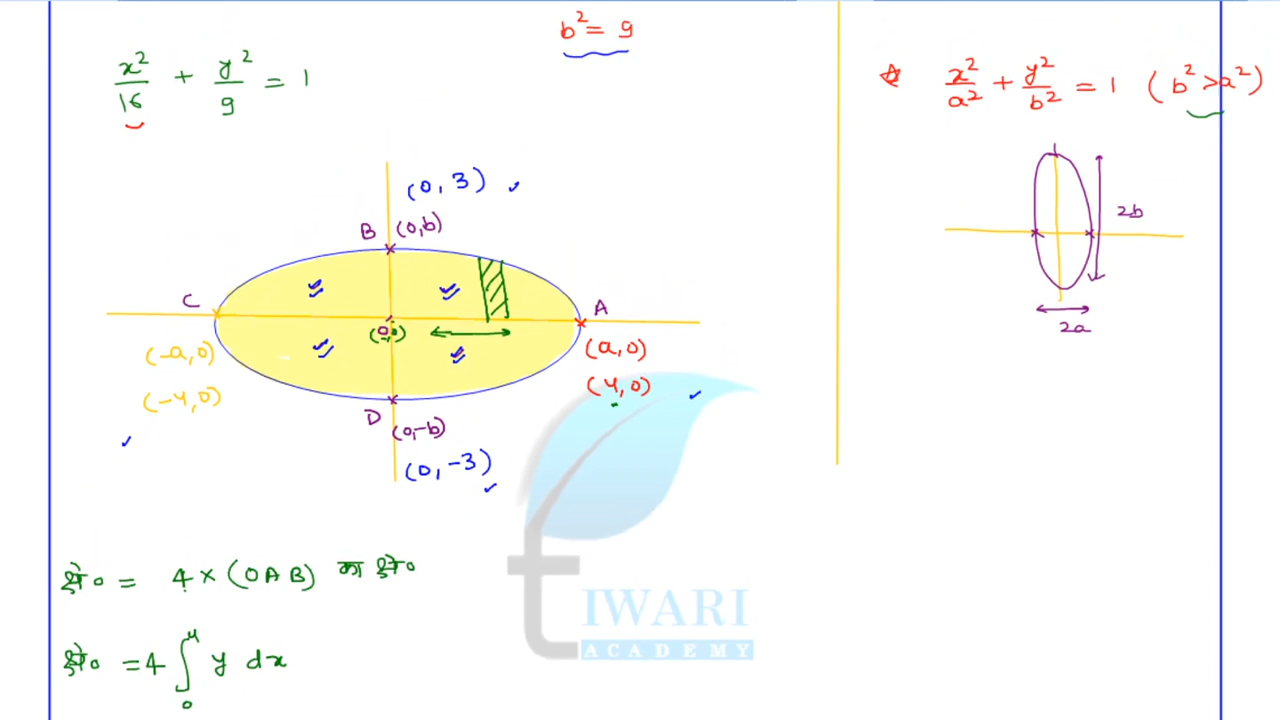 b² = 9
x²/16 + y²/9 = 1
(0, 3)
B (0,b)
C
A
O
(0,0)
(-a,0)
(a,0)
(-4,0)
(4,0)
D
(0,-b)
(0, -3)
क्षे० = 4 × (OAB) का क्षे०
क्षे० = 4 ∫₀⁴ y dx
x²/a² + y²/b² = 1 (b² > a²)
2b
2a
TIWARI
ACADEMY